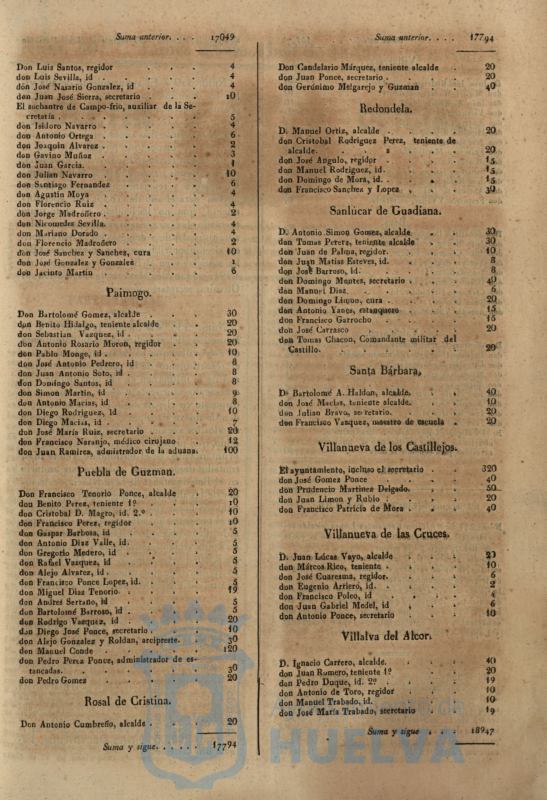 Suma anterior. . . . 17049
Don Luis Santos, regidor . . . 4
don Luis Sevilla, id . . . . 4
don José Nazario Gonzalez, id . . 4
don Juan José Sierra, secretario . . . 10
El sochantre de Campo-frio, auxiliar de la Se-
cretaría . . . . . 5
don Isidoro Navarro . . . . 4
don Antonio Ortega . . . . 6
don Joaquin Alvarez . . . . 2
don Gavino Muñoz . . . . 3
don Juan Garcia. . . . . 1
don Julian Navarro . . . . 10
don Santiago Fernandez . . . 6
don Agustin Moya . . . . 4
don Florencio Ruiz . . . . 4
don Jorge Madroñero . . . . 2
don Nicomedez Sevilla. . . . 4
don Mariano Dorado . . . . 4
don Florencio Madroñero . . . 2
don José Sanchez y Sanchez, cura . . 10
don José Gonzalez y Gonzalez . . 1
don Jacinto Martin . . . . 6
Paimogo.
Don Bartolomé Gomez, alcalde . . 30
don Benito Hidalgo, teniente alcalde . 20
don Sebastian Vazquez, id . . . 20
don Antonio Rosario Moron, regidor . 20
don Pablo Monge, id . . . . 10
don José Antonio Pedrero, id . . 8
don Juan Antonio Soto, id . . . 8
don Domingo Santos, id . . . 8
don Simon Martin, id . . . 9
don Antonio Macias, id . . . 8
don Diego Rodriguez, id . . . 10
don Diego Macias, id . . . .
don José María Ruiz, secretario . . 20
don Francisco Naranjo, médico cirujano . 12
don Juan Ramirez, admistrador de la aduana. 100
Puebla de Guzman.
Don Francisco Tenorio Ponce, alcalde . 20
don Benito Perez, teniente 1º . . 10
don Cristobal D. Magro, id. 2.º . . 10
don Francisco Perez, regidor . . 10
don Gaspar Barbosa, id . . . 5
don Antonio Diaz Valle, id. . . 5
don Gregorio Medero, id . . . 5
don Rafael Vazquez, id . . . 5
don Alejo Alvarez, id . . . . 5
don Francisco Ponce Lopez, id. . . 5
don Miguel Diaz Tenorio . . . 19
don Andrés Serrano, id . . . 5
don Bartolomé Barroso, id . . . 5
don Rodrigo Vazquez, id . . . 20
don Diego José Ponce, secretario . . 10
don Alejo Gonzalez y Roldan, arcipreste. 30
don Manuel Conde . . . . 120
don Pedro Perez Ponce, administrador de es-
tancadas. . . . . 30
don Pedro Gomez . . . . 20
Rosal de Cristina.
Don Antonio Cumbreño, alcalde . . 20
Suma y sigue. . . . . . 17794
Suma anterior. . . . 17794
Don Candelario Márquez, teniente alcalde . 20
don Juan Ponce, secretario . . . 20
don Gerónimo Melgarejo y Guzman . 40
Redondela.
D. Manuel Ortiz, alcalde . . . 20
don Cristobal Rodriguez Perez, teniente de
alcalde. . . . . . 20
don José Angulo, regidor . . . 15
don Manuel Rodriguez, id. . . . 15
don Domingo de Mora, id. . . . 15
don Francisco Sanchez y Lopez . . . 30
Sanlúcar de Guadiana.
D. Antonio Simon Gomez, alcalde . . 30
don Tomas Perera, teniente alcalde . . 30
don Juan de Palma, regidor. . . 10
don Juan Matias Esteves, id. . . 8
don José Barroso, id. . . . 8
don Domingo Montes, secretario . . 40
don Manuel Diaz. . . . . 6
don Domingo Liñon, cura . . . 20
don Antonio Yanes, estanquero . . 15
don Francisco Garrocho . . . 15
don José Carrasco . . . 20
don Tomas Chacon, Comandante militar del
Castillo. . . . . . 20
Santa Bárbara,
D. Bartolomé A. Haldan, alcalde. . . 40
don José Macias, teniente alcalde. . . 10
don Julian Bravo, secretario. . . 20
don Francisco Vazquez, maestro de escuela . 20
Villanueva de los Castillejos.
El ayuntamiento, incluso el secretario . 320
don José Gomez Ponce . . . 40
don Prudencio Martinez Delgado. . . 50
don Juan Limon y Rubio . . . 20
don Francisco Patricio de Mora . . 40
Villanueva de las Cruces.
D. Juan Lúcas Vayo, alcalde . . 20
don Márcos Rico, teniente . . . 10
don José Cuaresma, regidor. . . 6
don Eugenio Arriero, id. . . . 2
don Francisco Poleo, id . . . 4
don Juan Gabriel Medel, id . . . 6
don Antonio Ponce, secretario . . 10
Villalva del Alcor.
D. Ignacio Carrero, alcalde. . . . 40
don Juan Romero, teniente 1º . . 20
don Pedro Duque, id. 2º . . . 19
don Antonio de Toro, regidor . . 10
don Manuel Trabado, id. . . . 10
don José María Trabado, secretario . . 19
Suma y sigue . . . . 18947
HUELVA